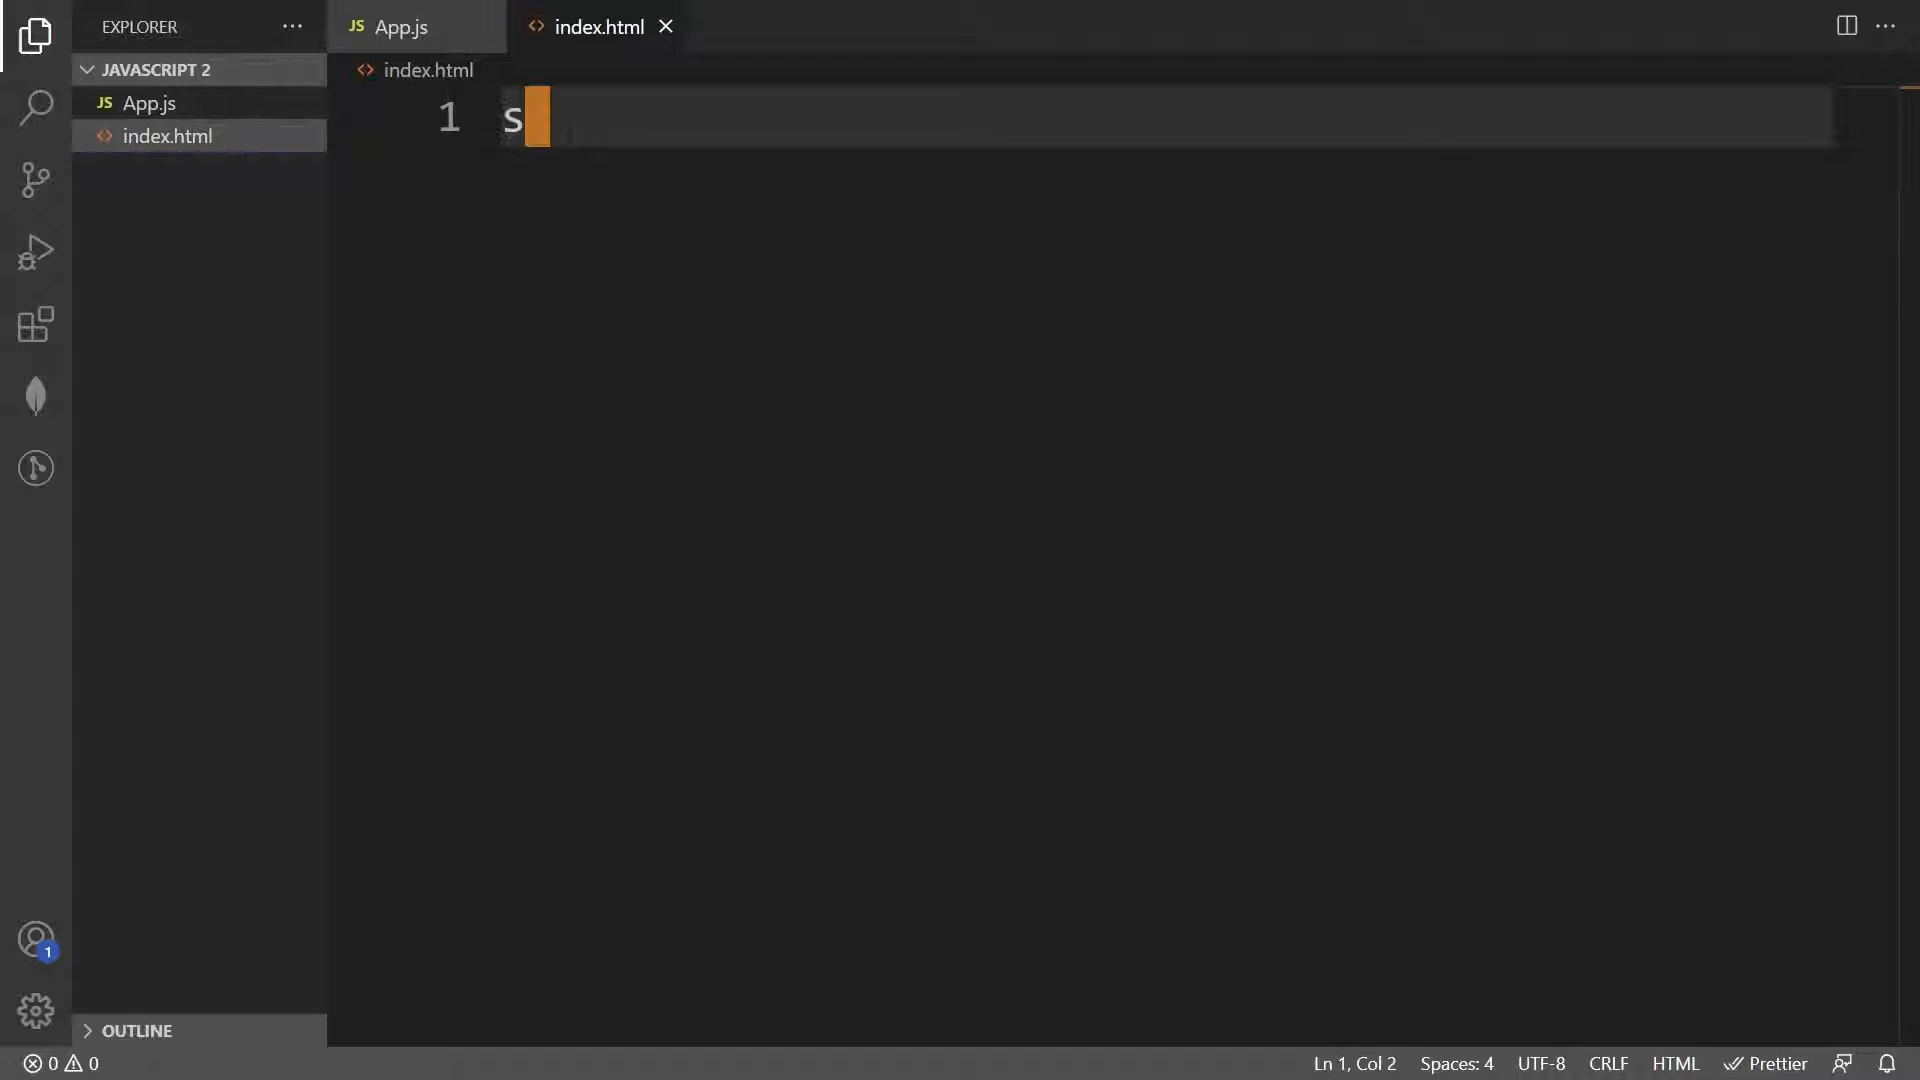 EXPLORER
JS App.js
<> index.html
JAVASCRIPT 2
<> index.html
JS App.js
<> index.html
1 s
1
OUTLINE
0 0
Ln 1, Col 2 Spaces: 4 UTF-8 CRLF HTML Prettier